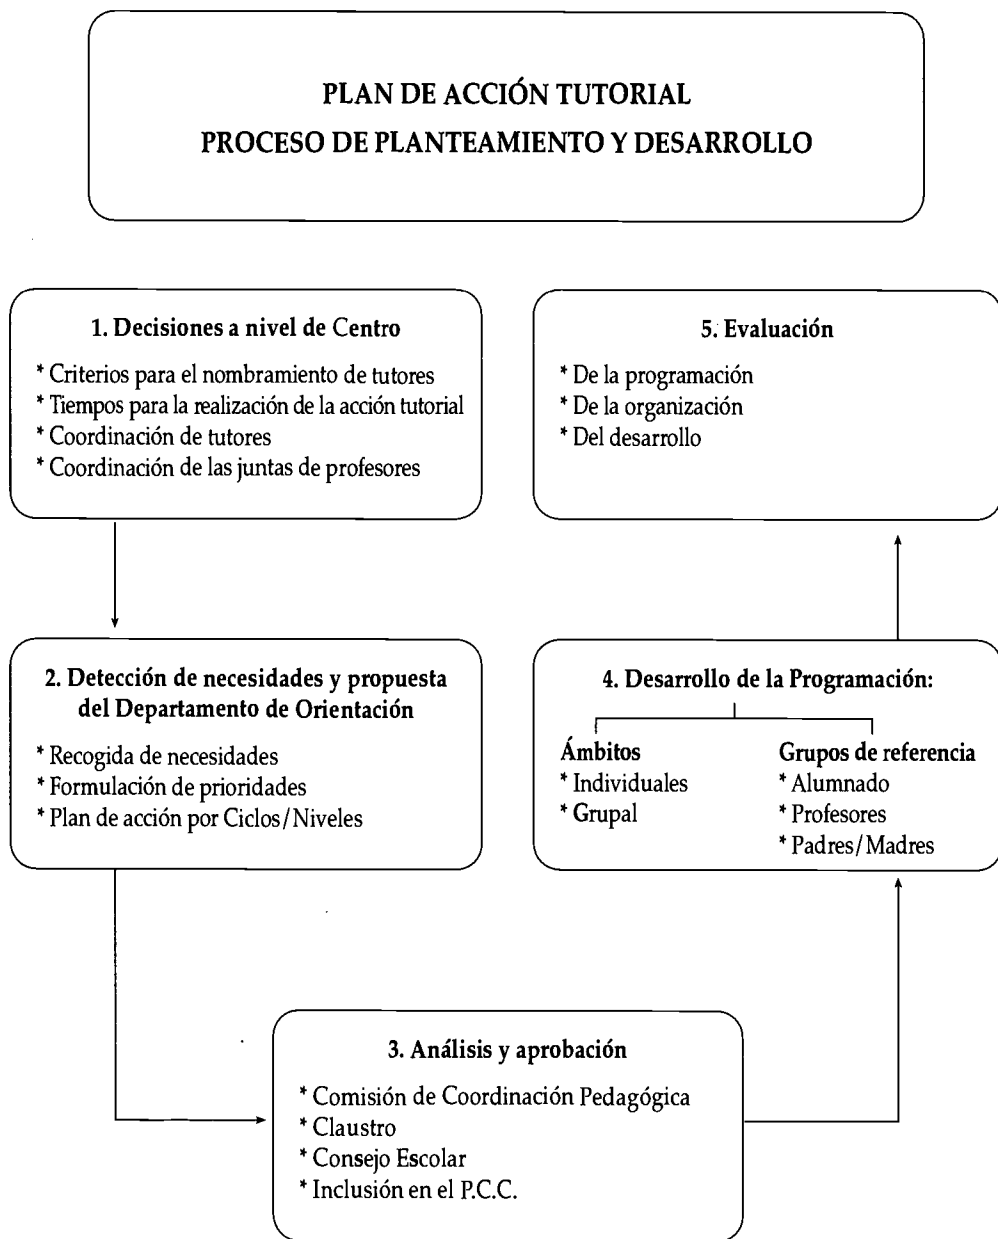 PLAN DE ACCIÓN TUTORIAL
PROCESO DE PLANTEAMIENTO Y DESARROLLO
1. Decisiones a nivel de Centro
* Criterios para el nombramiento de tutores
* Tiempos para la realización de la acción tutorial
* Coordinación de tutores
* Coordinación de las juntas de profesores
2. Detección de necesidades y propuesta
del Departamento de Orientación
* Recogida de necesidades
* Formulación de prioridades
* Plan de acción por Ciclos/Niveles
3. Análisis y aprobación
* Comisión de Coordinación Pedagógica
* Claustro
* Consejo Escolar
* Inclusión en el P.C.C.
4. Desarrollo de la Programación:
Ámbitos
* Individuales
* Grupal
Grupos de referencia
* Alumnado
* Profesores
* Padres/Madres
5. Evaluación
* De la programación
* De la organización
* Del desarrollo